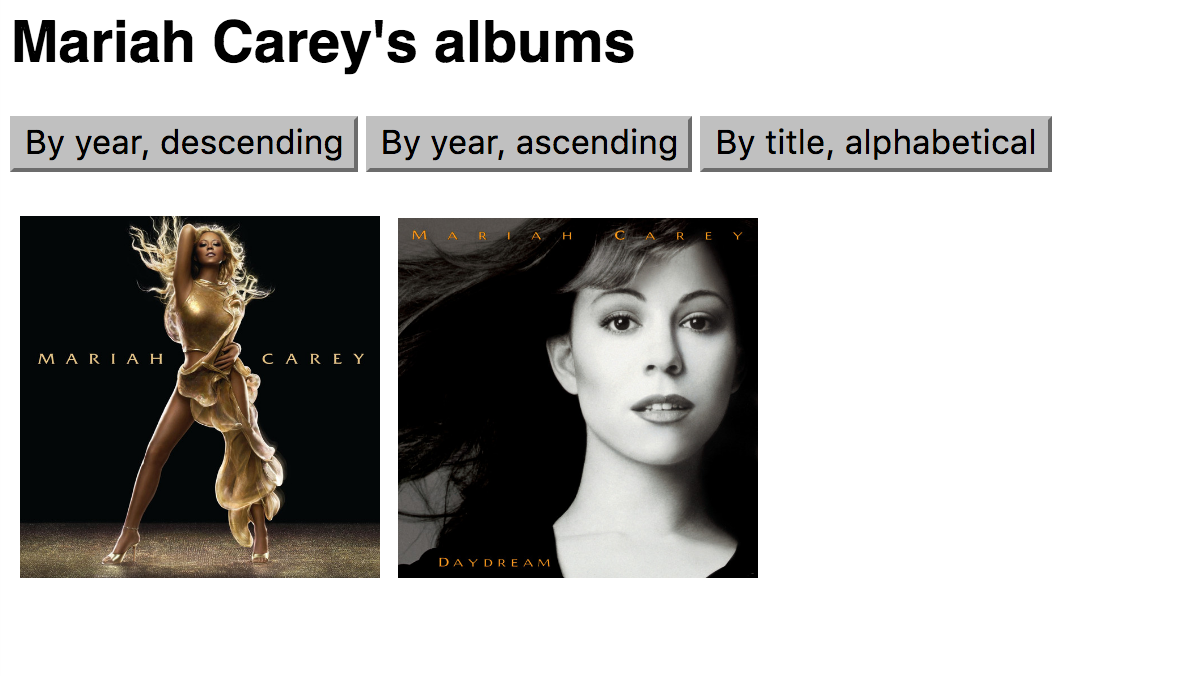 Mariah Carey's albums
By year, descending
By year, ascending
By title, alphabetical
MARIAH CAREY
MARIAH CAREY
DAYDREAM